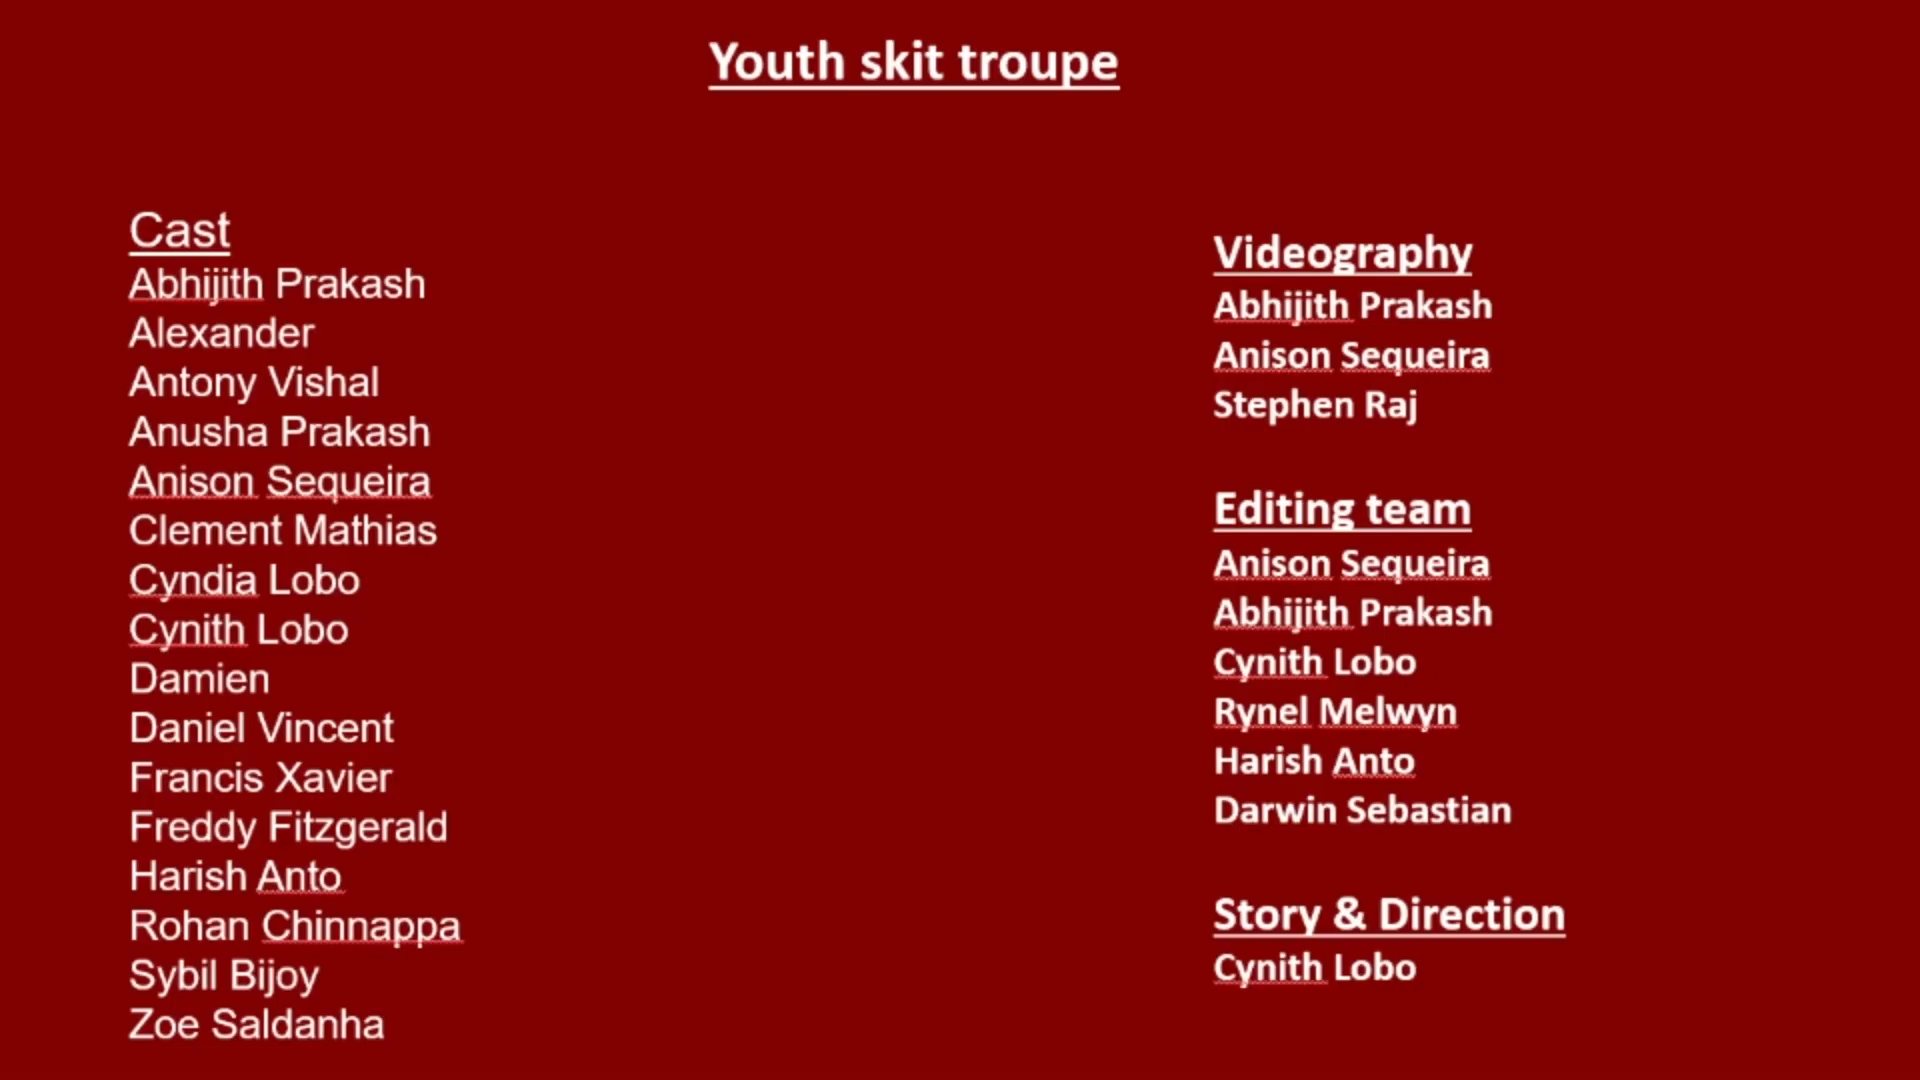 Youth skit troupe
Cast
Abhijith Prakash
Alexander
Antony Vishal
Anusha Prakash
Anison Sequeira
Clement Mathias
Cyndia Lobo
Cynith Lobo
Damien
Daniel Vincent
Francis Xavier
Freddy Fitzgerald
Harish Anto
Rohan Chinnappa
Sybil Bijoy
Zoe Saldanha
Videography
Abhijith Prakash
Anison Sequeira
Stephen Raj
Editing team
Anison Sequeira
Abhijith Prakash
Cynith Lobo
Rynel Melwyn
Harish Anto
Darwin Sebastian
Story & Direction
Cynith Lobo